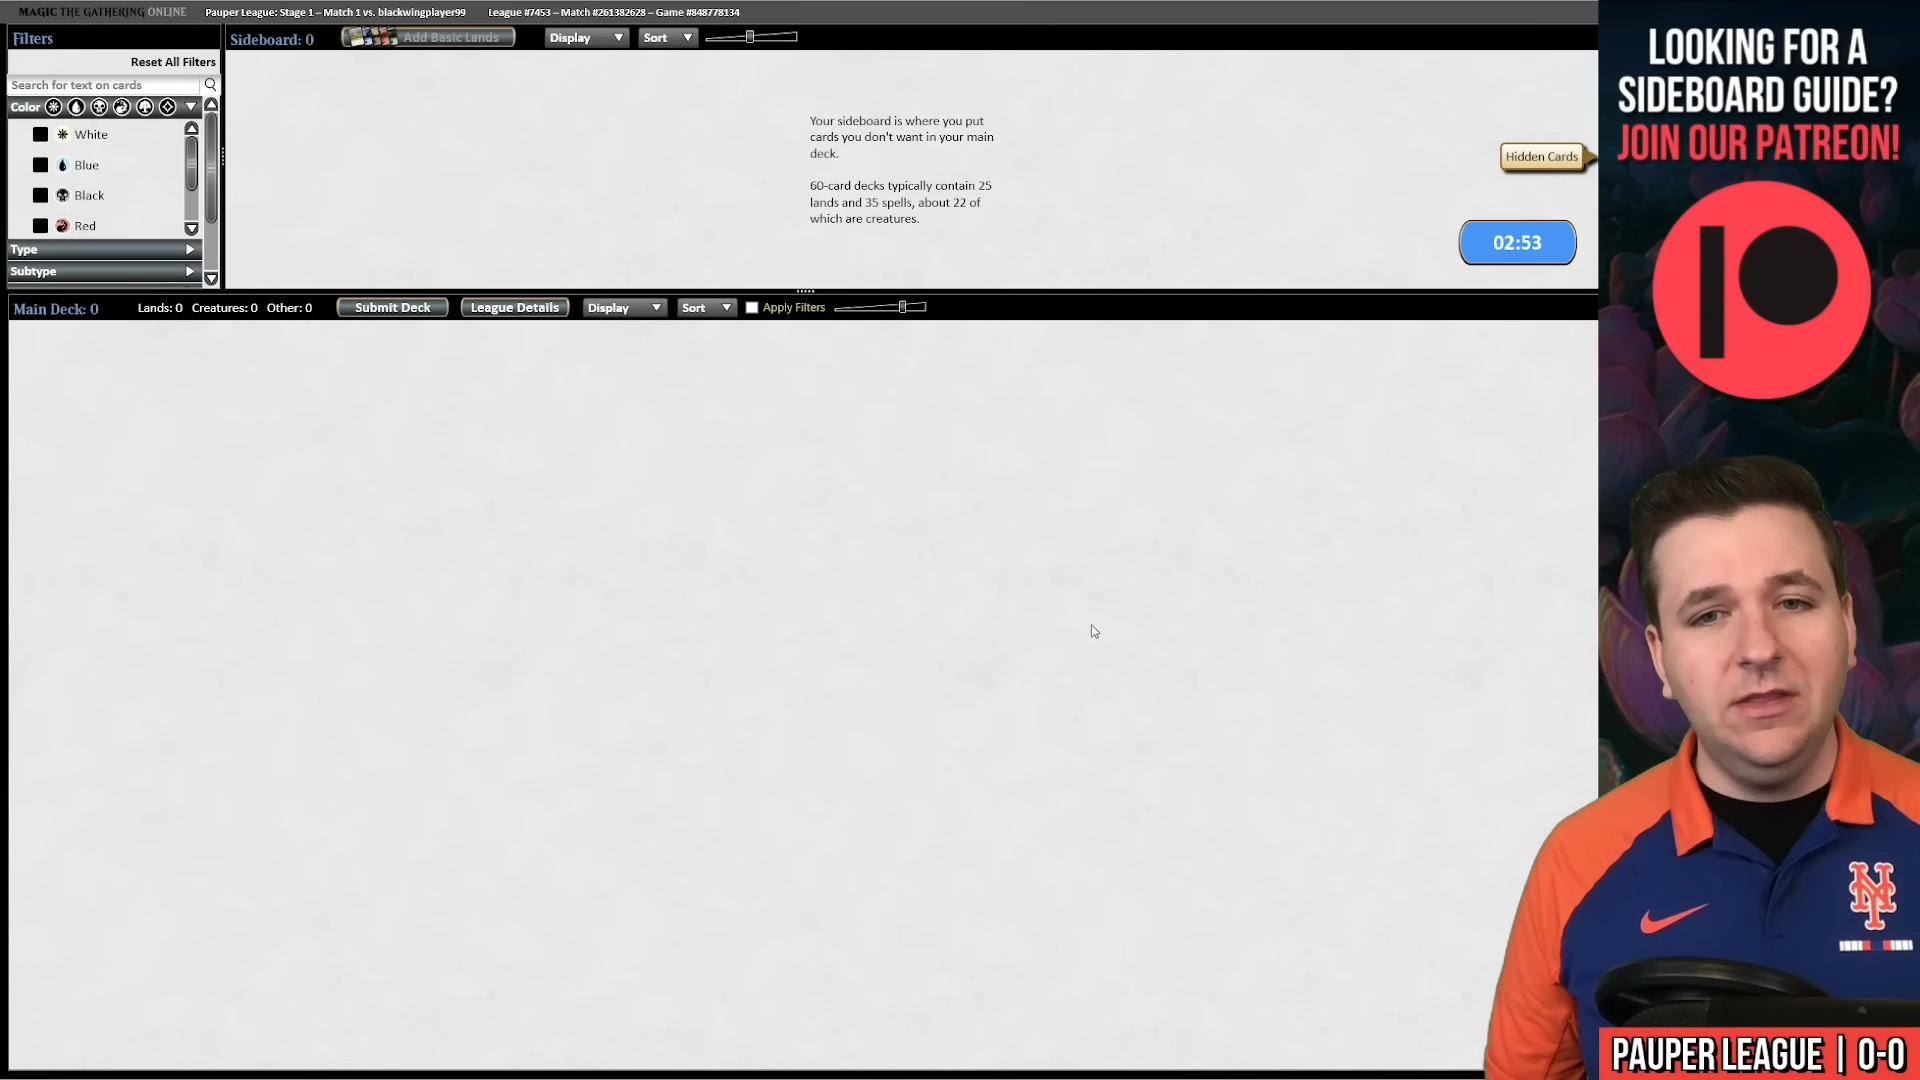 MAGIC THE GATHERING ONLINE
Pauper League: Stage 1 – Match 1 vs. blackwingplayer99
League #7453 – Match #261382628 – Game #848778134
Filters
Reset All Filters
Search for text on cards
Color
White
Blue
Black
Red
Type
Subtype
Sideboard: 0
Add Basic Lands
Display
Sort
Your sideboard is where you put
cards you don't want in your main
deck.
60-card decks typically contain 25
lands and 35 spells, about 22 of
which are creatures.
Hidden Cards
02:53
Main Deck: 0
Lands: 0 Creatures: 0 Other: 0
Submit Deck
League Details
Display
Sort
Apply Filters
LOOKING FOR A
SIDEBOARD GUIDE?
JOIN OUR PATREON!
NY
PAUPER LEAGUE | 0-0